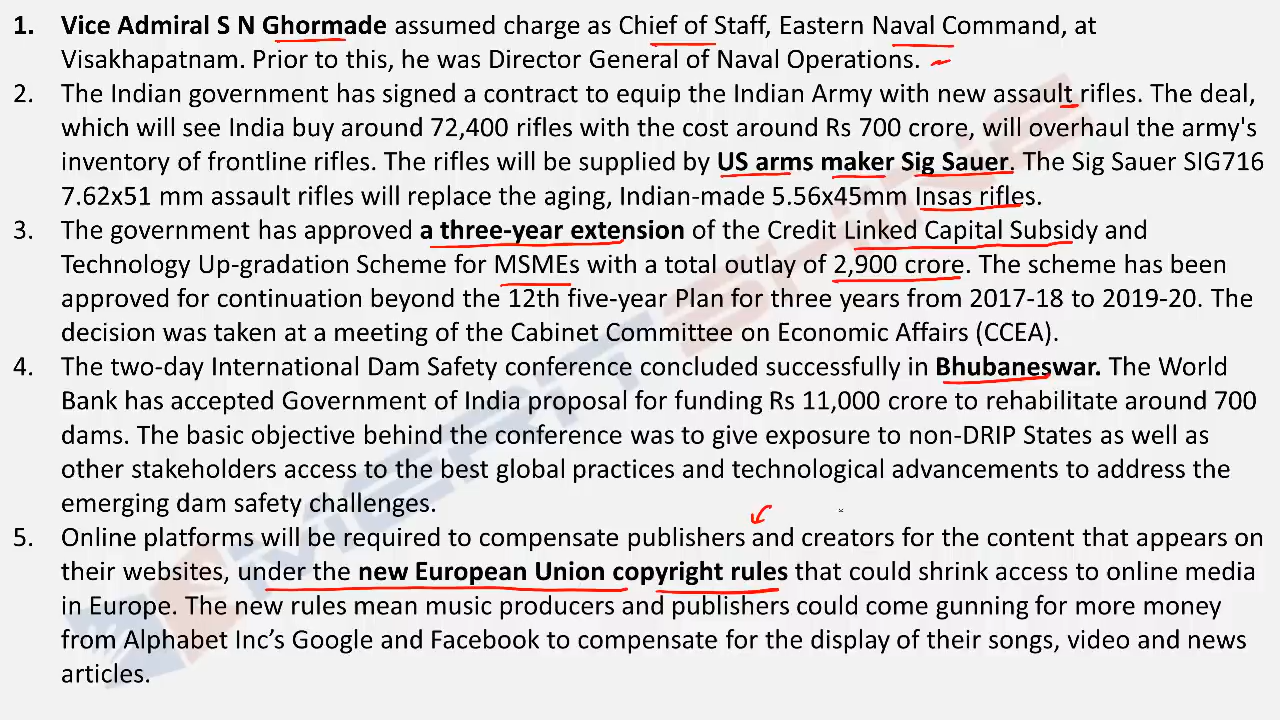 1. Vice Admiral S N Ghormade assumed charge as Chief of Staff, Eastern Naval Command, at
Visakhapatnam. Prior to this, he was Director General of Naval Operations.
2. The Indian government has signed a contract to equip the Indian Army with new assault rifles. The deal,
which will see India buy around 72,400 rifles with the cost around Rs 700 crore, will overhaul the army's
inventory of frontline rifles. The rifles will be supplied by US arms maker Sig Sauer. The Sig Sauer SIG716
7.62x51 mm assault rifles will replace the aging, Indian-made 5.56x45mm Insas rifles.
3. The government has approved a three-year extension of the Credit Linked Capital Subsidy and
Technology Up-gradation Scheme for MSMEs with a total outlay of 2,900 crore. The scheme has been
approved for continuation beyond the 12th five-year Plan for three years from 2017-18 to 2019-20. The
decision was taken at a meeting of the Cabinet Committee on Economic Affairs (CCEA).
4. The two-day International Dam Safety conference concluded successfully in Bhubaneswar. The World
Bank has accepted Government of India proposal for funding Rs 11,000 crore to rehabilitate around 700
dams. The basic objective behind the conference was to give exposure to non-DRIP States as well as
other stakeholders access to the best global practices and technological advancements to address the
emerging dam safety challenges.
5. Online platforms will be required to compensate publishers and creators for the content that appears on
their websites, under the new European Union copyright rules that could shrink access to online media
in Europe. The new rules mean music producers and publishers could come gunning for more money
from Alphabet Inc’s Google and Facebook to compensate for the display of their songs, video and news
articles.